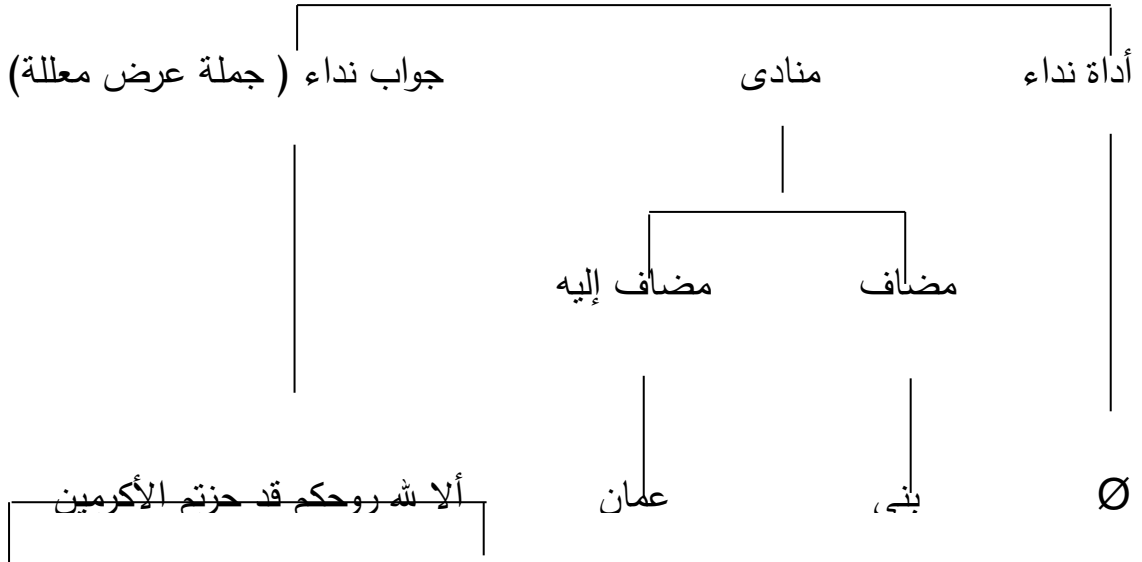 أداة نداء منادى جواب نداء ( جملة عرض معللة)
مضاف مضاف إليه
Ø بني عمان ألا لله روحكم قد حزتم الأكرمين